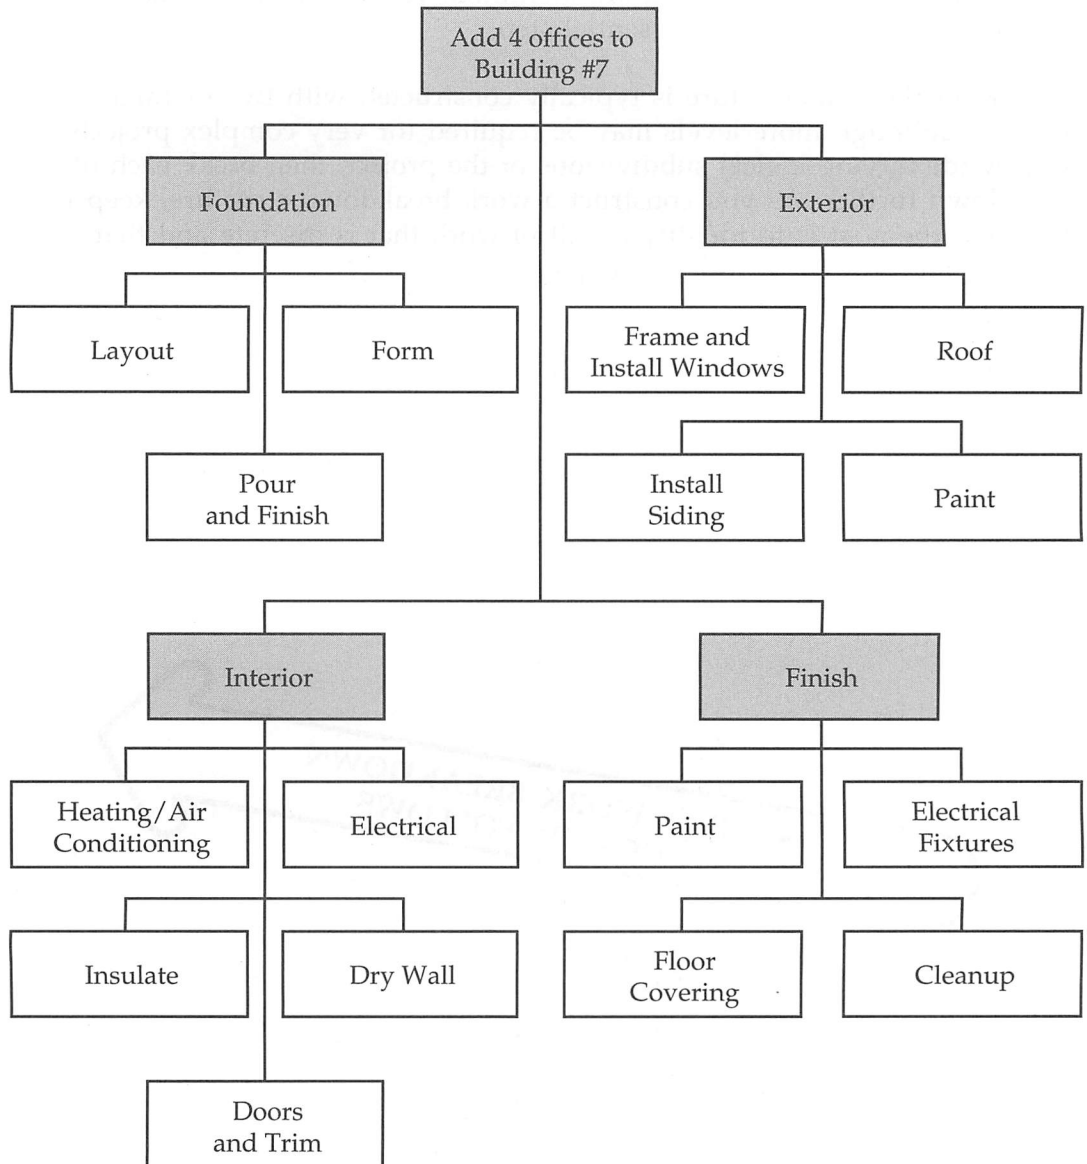 Add 4 offices to
Building #7
Foundation
Exterior
Layout
Form
Frame and
Install Windows
Roof
Pour
and Finish
Install
Siding
Paint
Interior
Finish
Heating/Air
Conditioning
Electrical
Paint
Electrical
Fixtures
Insulate
Dry Wall
Floor
Covering
Cleanup
Doors
and Trim